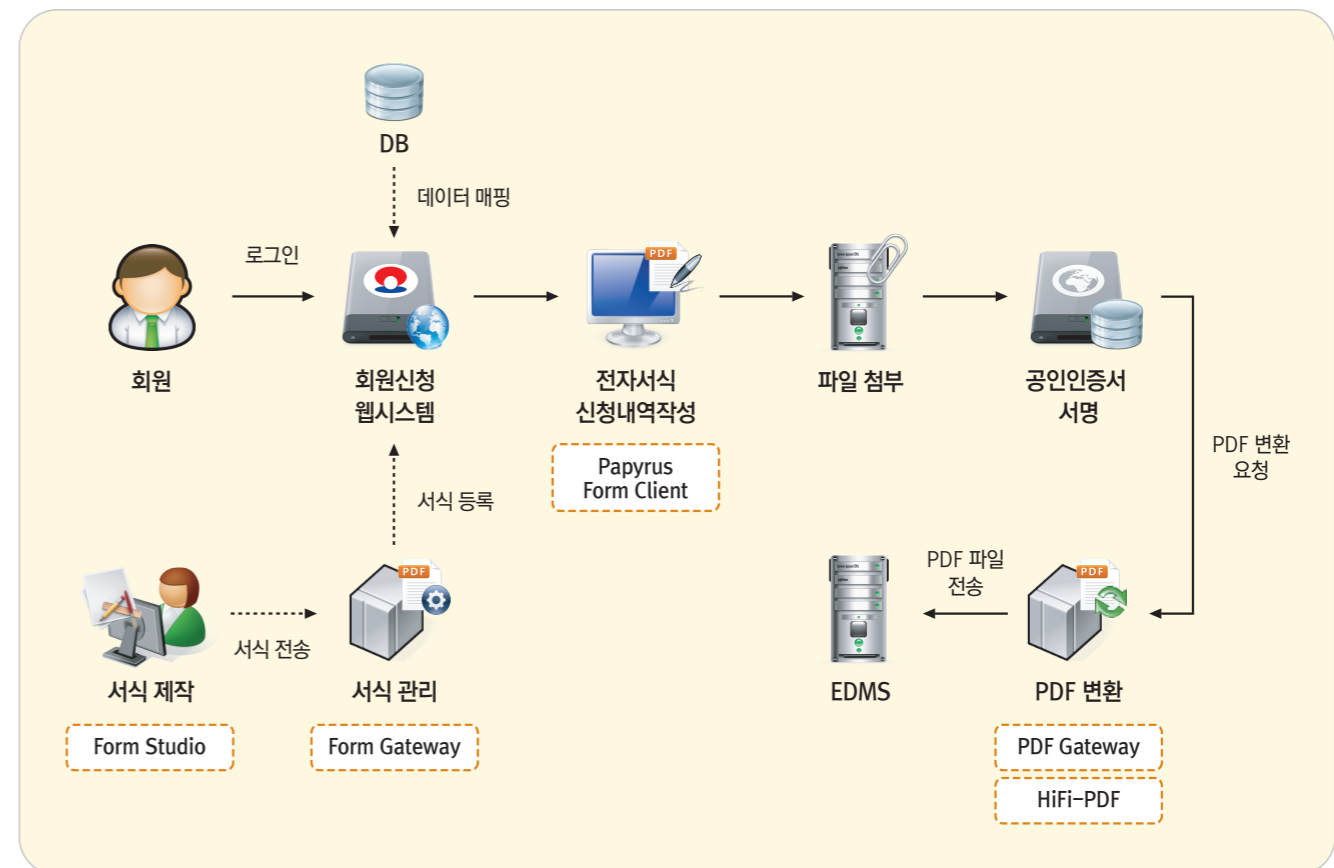 DB
데이터 매핑
로그인
PDF
회원
회원신청
웹시스템
전자서식
신청내역작성
파일 첨부
공인인증서
서명
Papyrus
Form Client
PDF 변환
요청
서식 등록
PDF
PDF 파일
전송
PDF
서식 전송
서식 제작
서식 관리
EDMS
PDF 변환
Form Studio
Form Gateway
PDF Gateway
HiFi-PDF